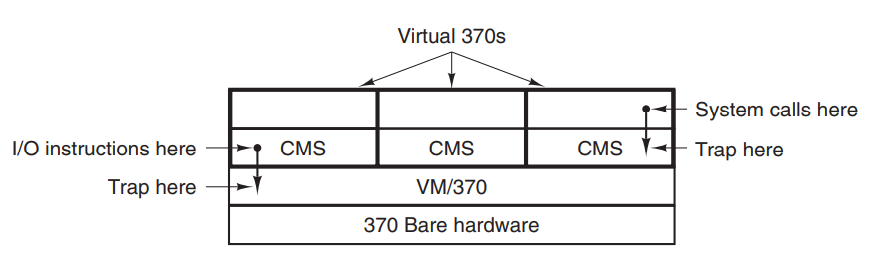 Virtual 370s
System calls here
I/O instructions here
CMS
CMS
CMS
Trap here
Trap here
VM/370
370 Bare hardware